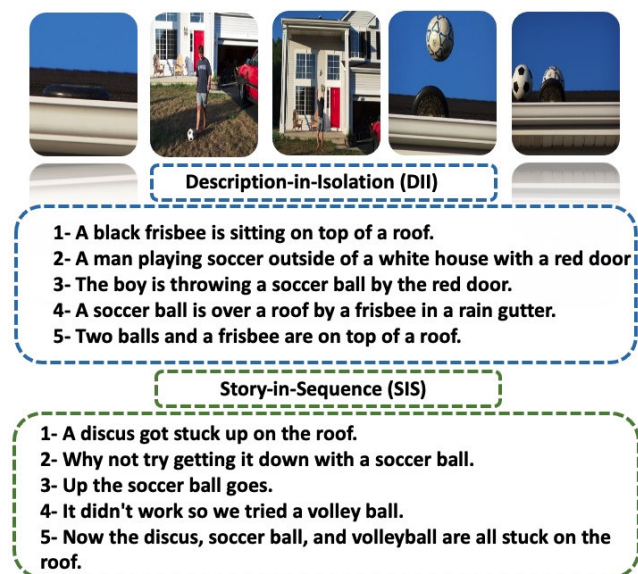 Description-in-Isolation (DII)
1- A black frisbee is sitting on top of a roof.
2- A man playing soccer outside of a white house with a red door
3- The boy is throwing a soccer ball by the red door.
4- A soccer ball is over a roof by a frisbee in a rain gutter.
5- Two balls and a frisbee are on top of a roof.
Story-in-Sequence (SIS)
1- A discus got stuck up on the roof.
2- Why not try getting it down with a soccer ball.
3- Up the soccer ball goes.
4- It didn't work so we tried a volley ball.
5- Now the discus, soccer ball, and volleyball are all stuck on the
roof.